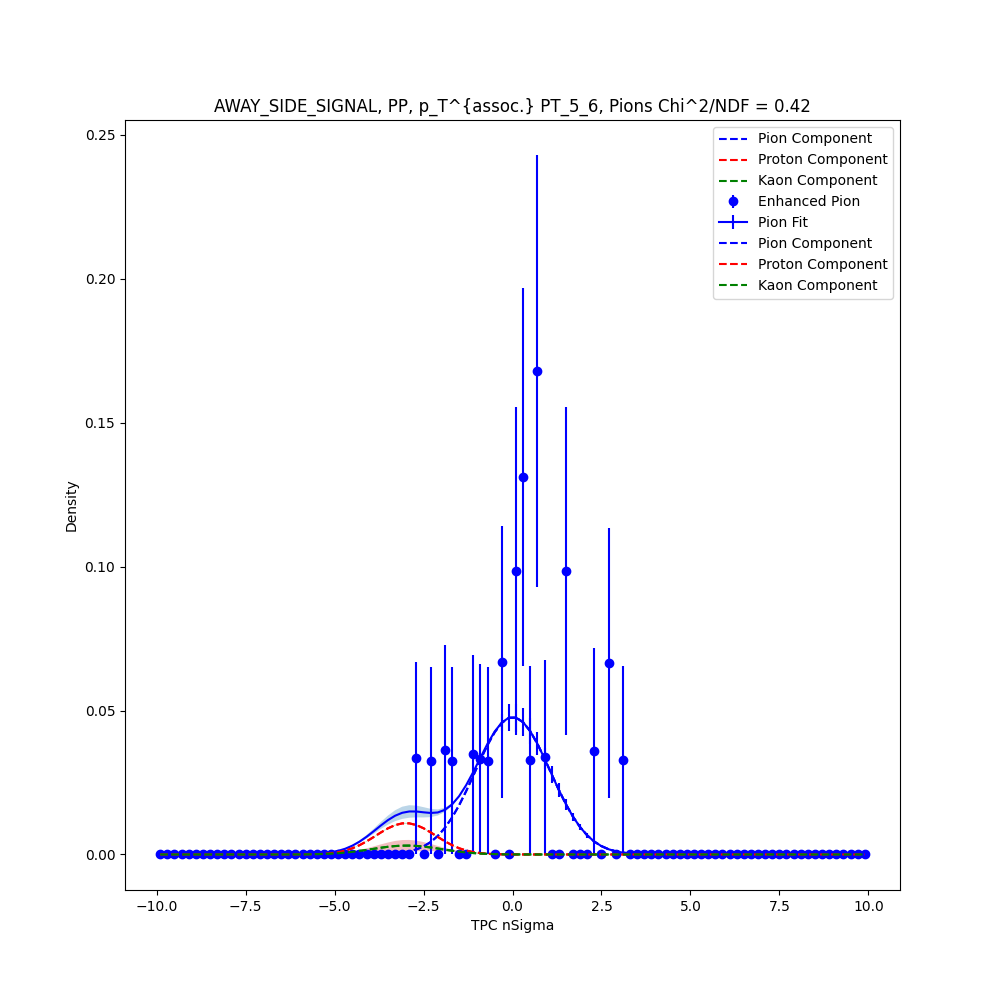 AWAY_SIDE_SIGNAL, PP, p_T^{assoc.} PT_5_6, Pions Chi^2/NDF = 0.42
Pion Component
Proton Component
Kaon Component
Enhanced Pion
Pion Fit
Pion Component
Proton Component
Kaon Component
0.25
0.20
0.15
0.10
0.05
0.00
Density
−10.0 −7.5 −5.0 −2.5 0.0 2.5 5.0 7.5 10.0
TPC nSigma